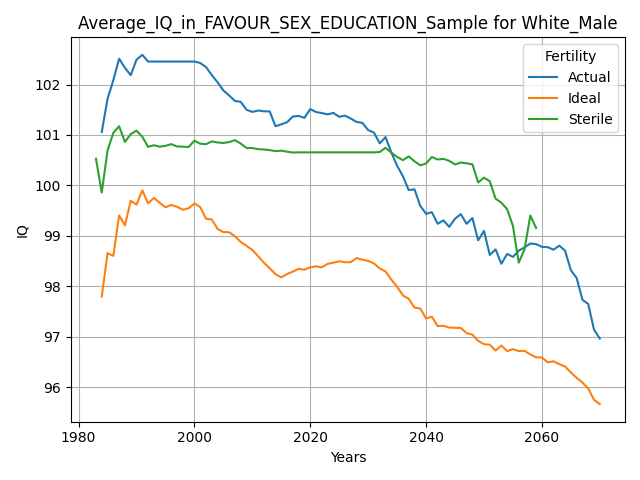 Average_IQ_in_FAVOUR_SEX_EDUCATION_Sample for White_Male
Fertility
Actual
Ideal
Sterile
102
101
100
99
98
97
96
IQ
1980 2000 2020 2040 2060
Years